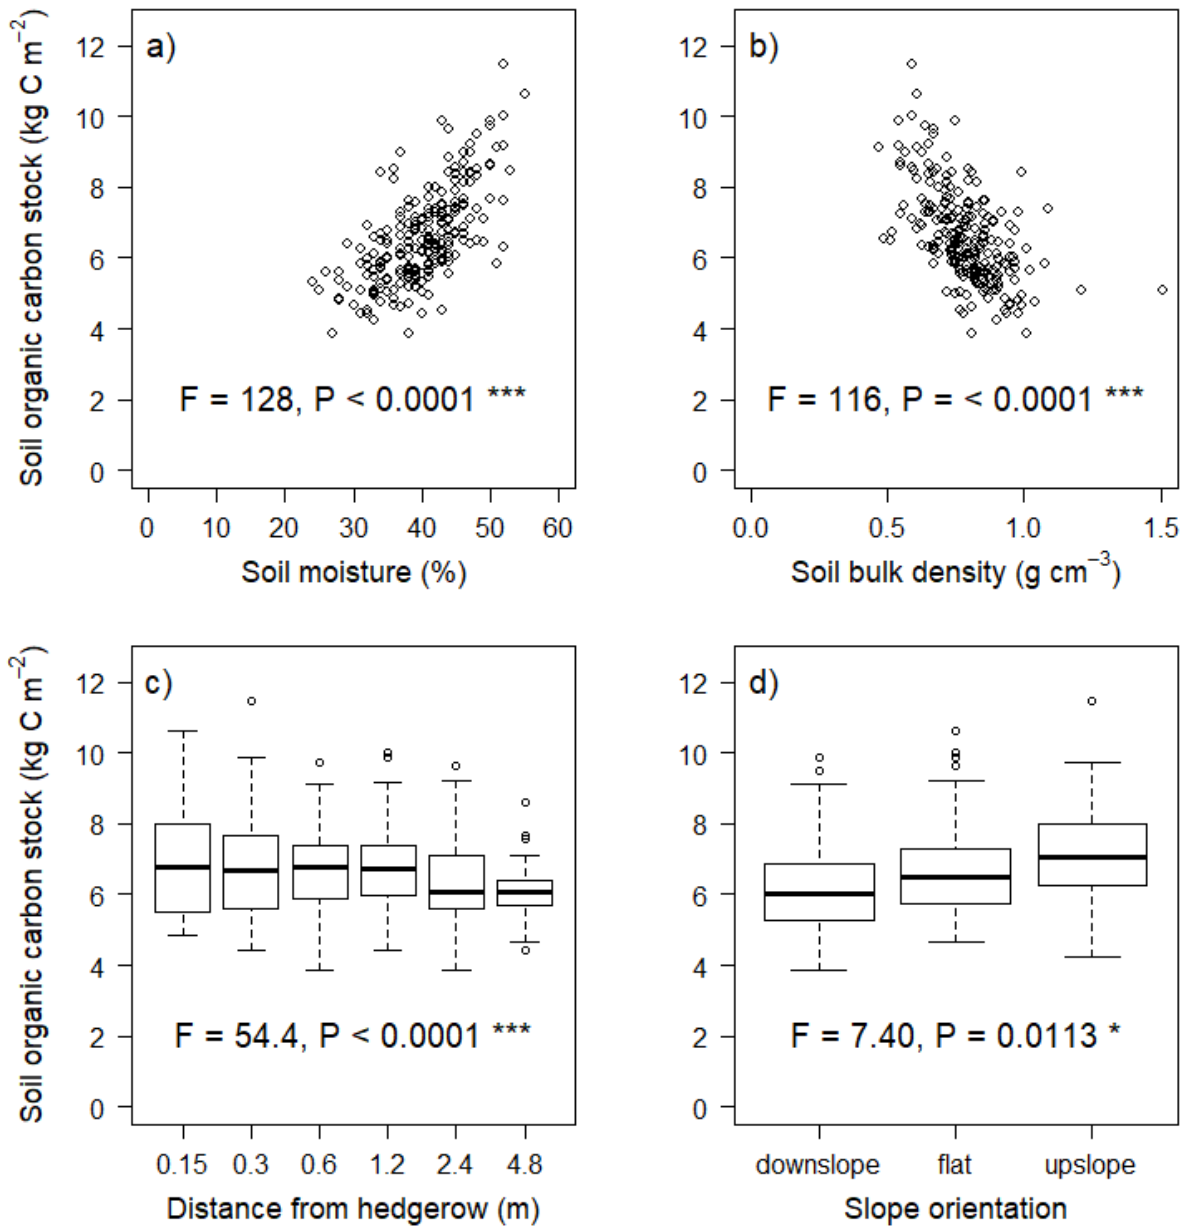 Soil organic carbon stock (kg C m⁻²)
a)
12
10
8
6
4
2
0
F = 128, P < 0.0001 ***
0 10 20 30 40 50 60
Soil moisture (%)
b)
12
10
8
6
4
2
0
F = 116, P = < 0.0001 ***
0.0 0.5 1.0 1.5
Soil bulk density (g cm⁻³)
Soil organic carbon stock (kg C m⁻²)
c)
12
10
8
6
4
2
0
F = 54.4, P < 0.0001 ***
0.15 0.3 0.6 1.2 2.4 4.8
Distance from hedgerow (m)
d)
12
10
8
6
4
2
0
F = 7.40, P = 0.0113 *
downslope flat upslope
Slope orientation